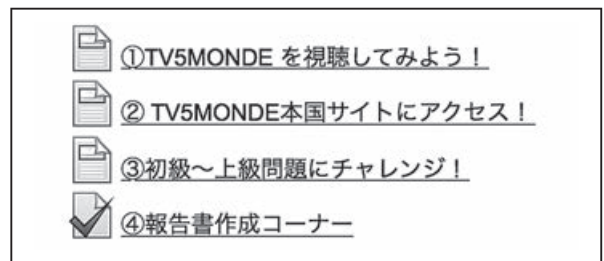 ①TV5MONDE を視聴してみよう！
② TV5MONDE本国サイトにアクセス！
③初級～上級問題にチャレンジ！
④報告書作成コーナー